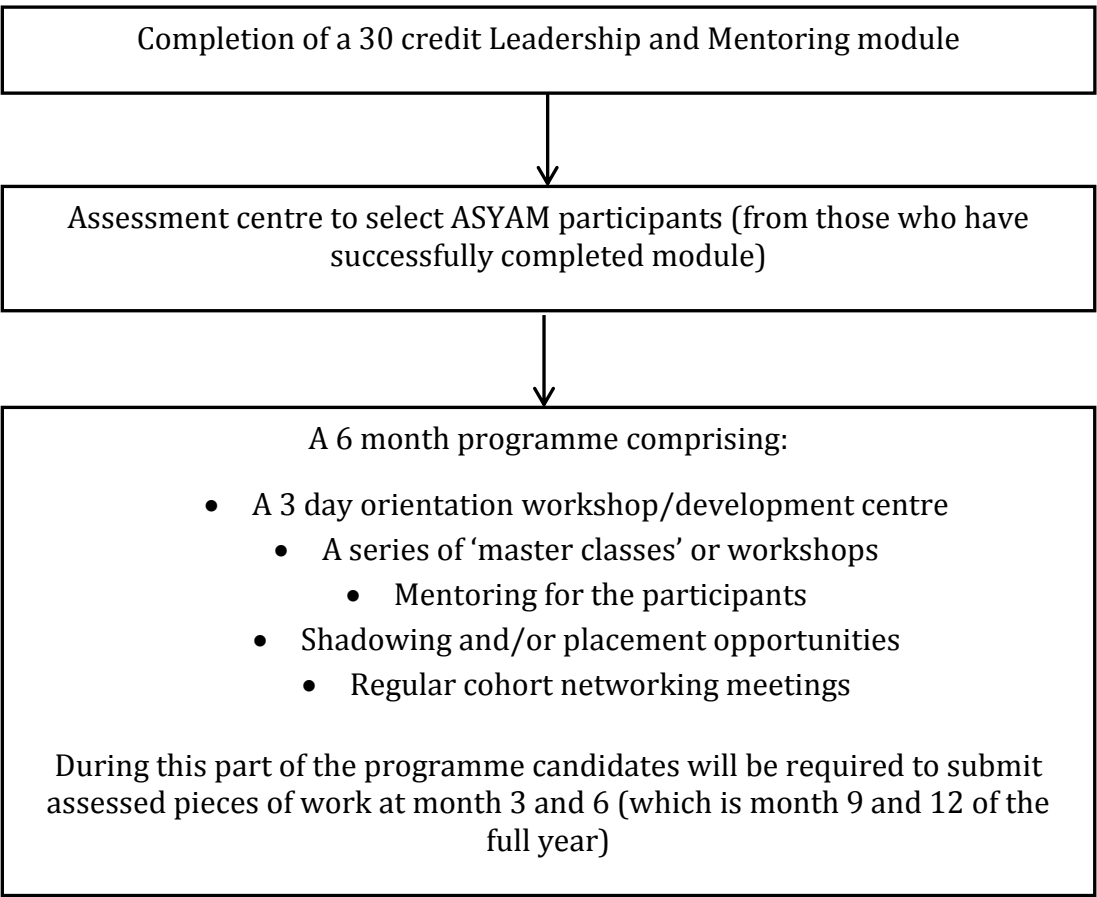 Completion of a 30 credit Leadership and Mentoring module
Assessment centre to select ASYAM participants (from those who have
successfully completed module)
A 6 month programme comprising:
• A 3 day orientation workshop/development centre
• A series of ‘master classes’ or workshops
• Mentoring for the participants
• Shadowing and/or placement opportunities
• Regular cohort networking meetings
During this part of the programme candidates will be required to submit
assessed pieces of work at month 3 and 6 (which is month 9 and 12 of the
full year)